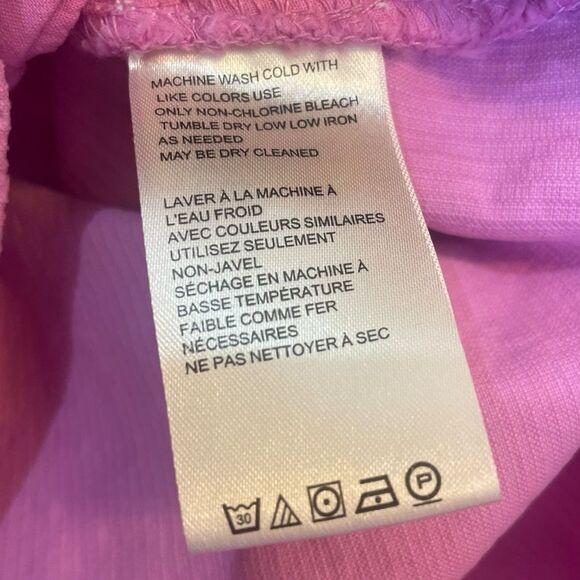 MACHINE WASH COLD WITH
LIKE COLORS USE
ONLY NON-CHLORINE BLEACH
TUMBLE DRY LOW LOW IRON
AS NEEDED
MAY BE DRY CLEANED
LAVER À LA MACHINE À
L'EAU FROID
AVEC COULEURS SIMILAIRES
UTILISEZ SEULEMENT
NON-JAVEL
SÉCHAGE EN MACHINE À
BASSE TEMPÉRATURE
FAIBLE COMME FER
NÉCESSAIRES
NE PAS NETTOYER À SEC
30 P